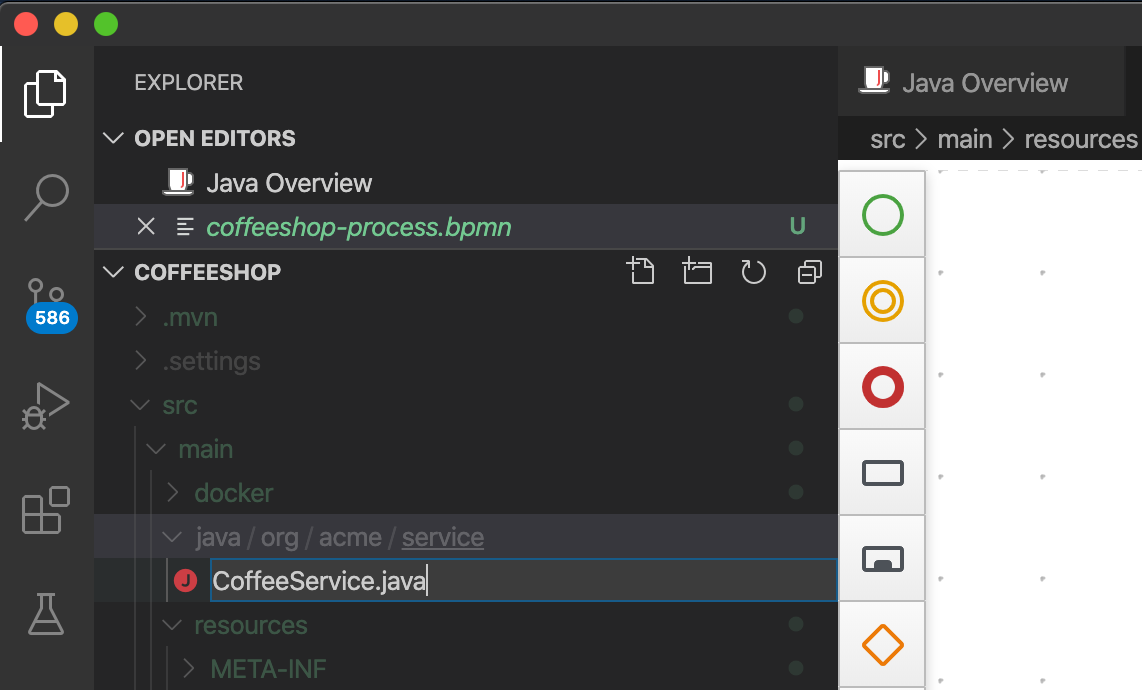 EXPLORER
OPEN EDITORS
Java Overview
coffeeshop-process.bpmn U
COFFEESHOP
586
.mvn
.settings
src
main
docker
java / org / acme / service
J CoffeeService.java
resources
META-INF
Java Overview
src > main > resources